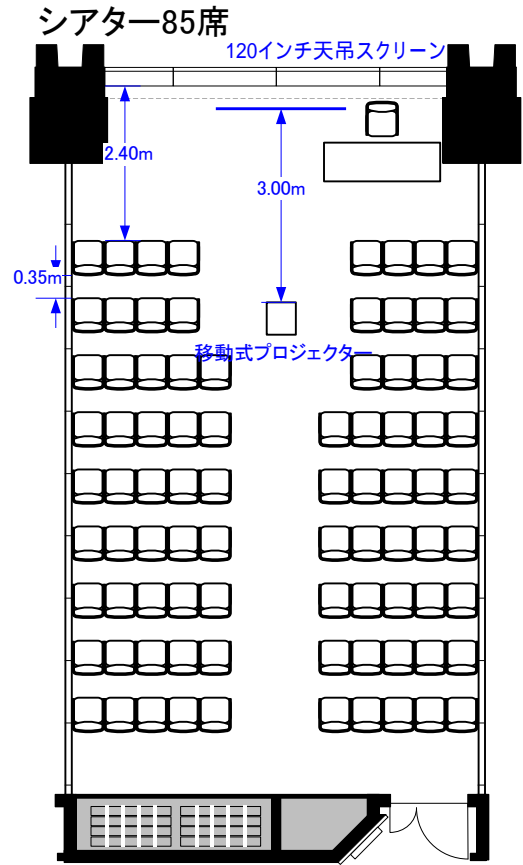 シアター85席
120インチ天吊スクリーン
2.40m
3.00m
0.35m
移動式プロジェクター